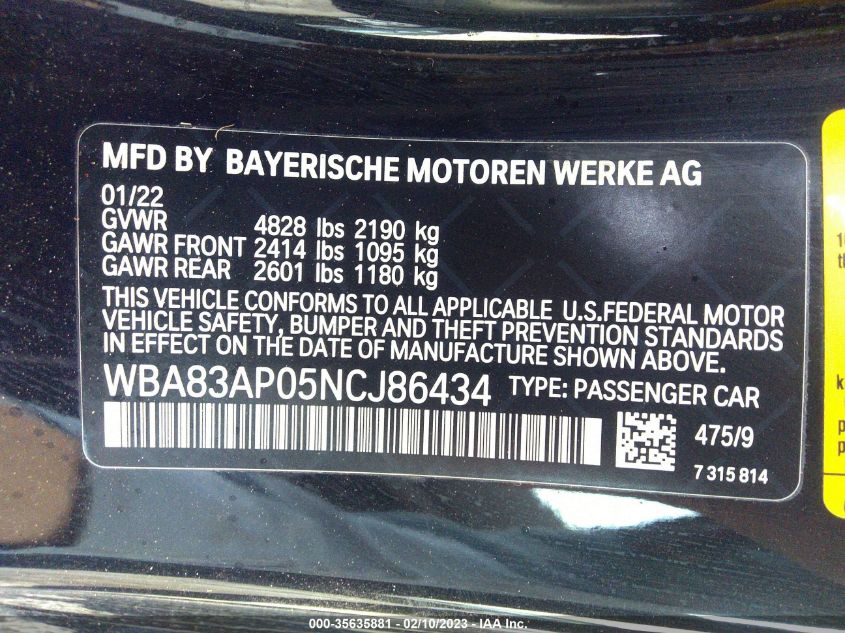 MFD BY BAYERISCHE MOTOREN WERKE AG
01/22
GVWR 4828 lbs 2190 kg
GAWR FRONT 2414 lbs 1095 kg
GAWR REAR 2601 lbs 1180 kg
THIS VEHICLE CONFORMS TO ALL APPLICABLE U.S.FEDERAL MOTOR
VEHICLE SAFETY, BUMPER AND THEFT PREVENTION STANDARDS
IN EFFECT ON THE DATE OF MANUFACTURE SHOWN ABOVE.
WBA83AP05NCJ86434 TYPE: PASSENGER CAR
475/9
7 315 814
000-35635881 - 02/10/2023 - IAA Inc.